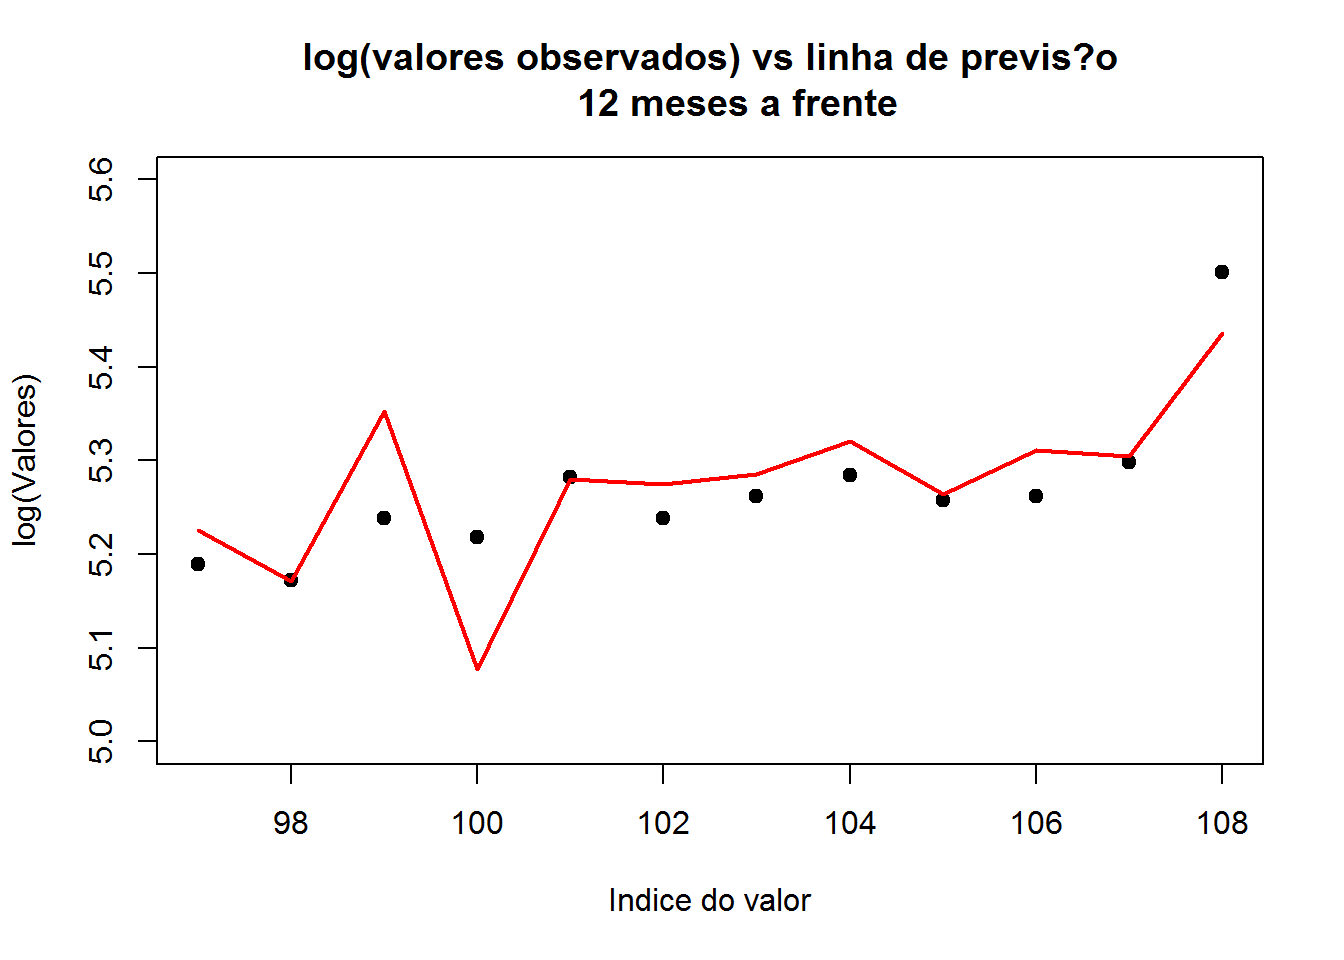 log(valores observados) vs linha de previs?o
12 meses a frente
log(Valores)
5.6
5.5
5.4
5.3
5.2
5.1
5.0
98 100 102 104 106 108
Indice do valor